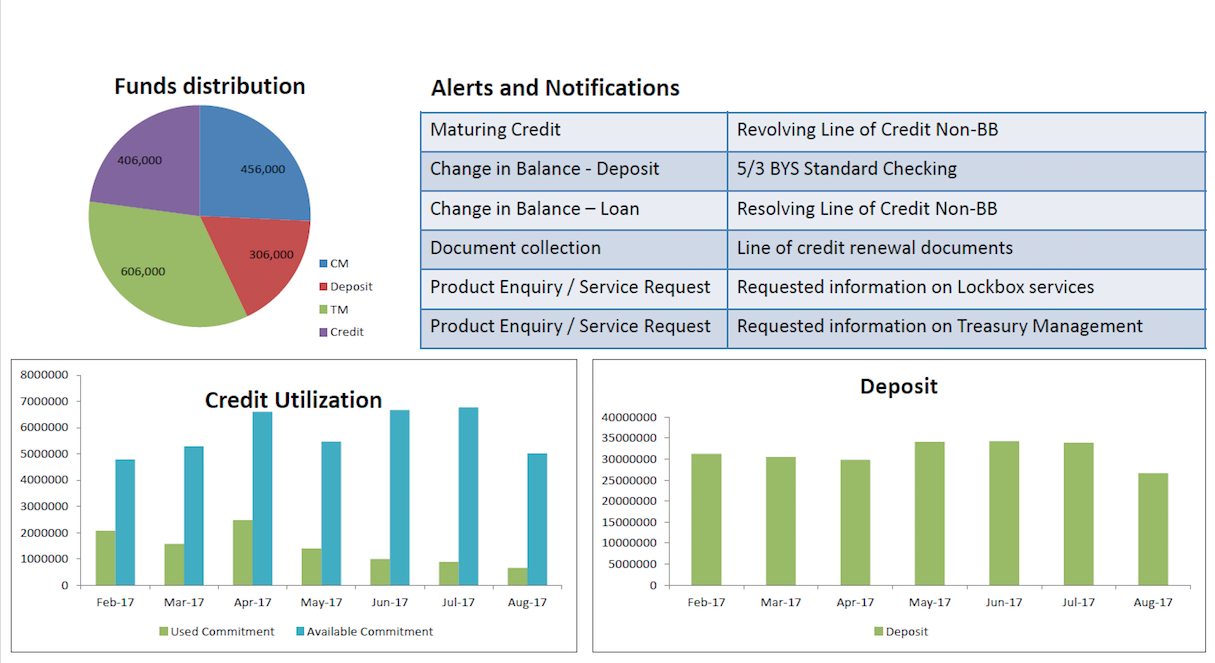 Funds distribution
406,000
456,000
306,000
606,000
CM
Deposit
TM
Credit
Alerts and Notifications
Maturing Credit Revolving Line of Credit Non-BB
Change in Balance - Deposit 5/3 BYS Standard Checking
Change in Balance – Loan Resolving Line of Credit Non-BB
Document collection Line of credit renewal documents
Product Enquiry / Service Request Requested information on Lockbox services
Product Enquiry / Service Request Requested information on Treasury Management
Credit Utilization
8000000
7000000
6000000
5000000
4000000
3000000
2000000
1000000
0
Feb-17 Mar-17 Apr-17 May-17 Jun-17 Jul-17 Aug-17
Used Commitment Available Commitment
Deposit
40000000
35000000
30000000
25000000
20000000
15000000
10000000
5000000
0
Feb-17 Mar-17 Apr-17 May-17 Jun-17 Jul-17 Aug-17
Deposit